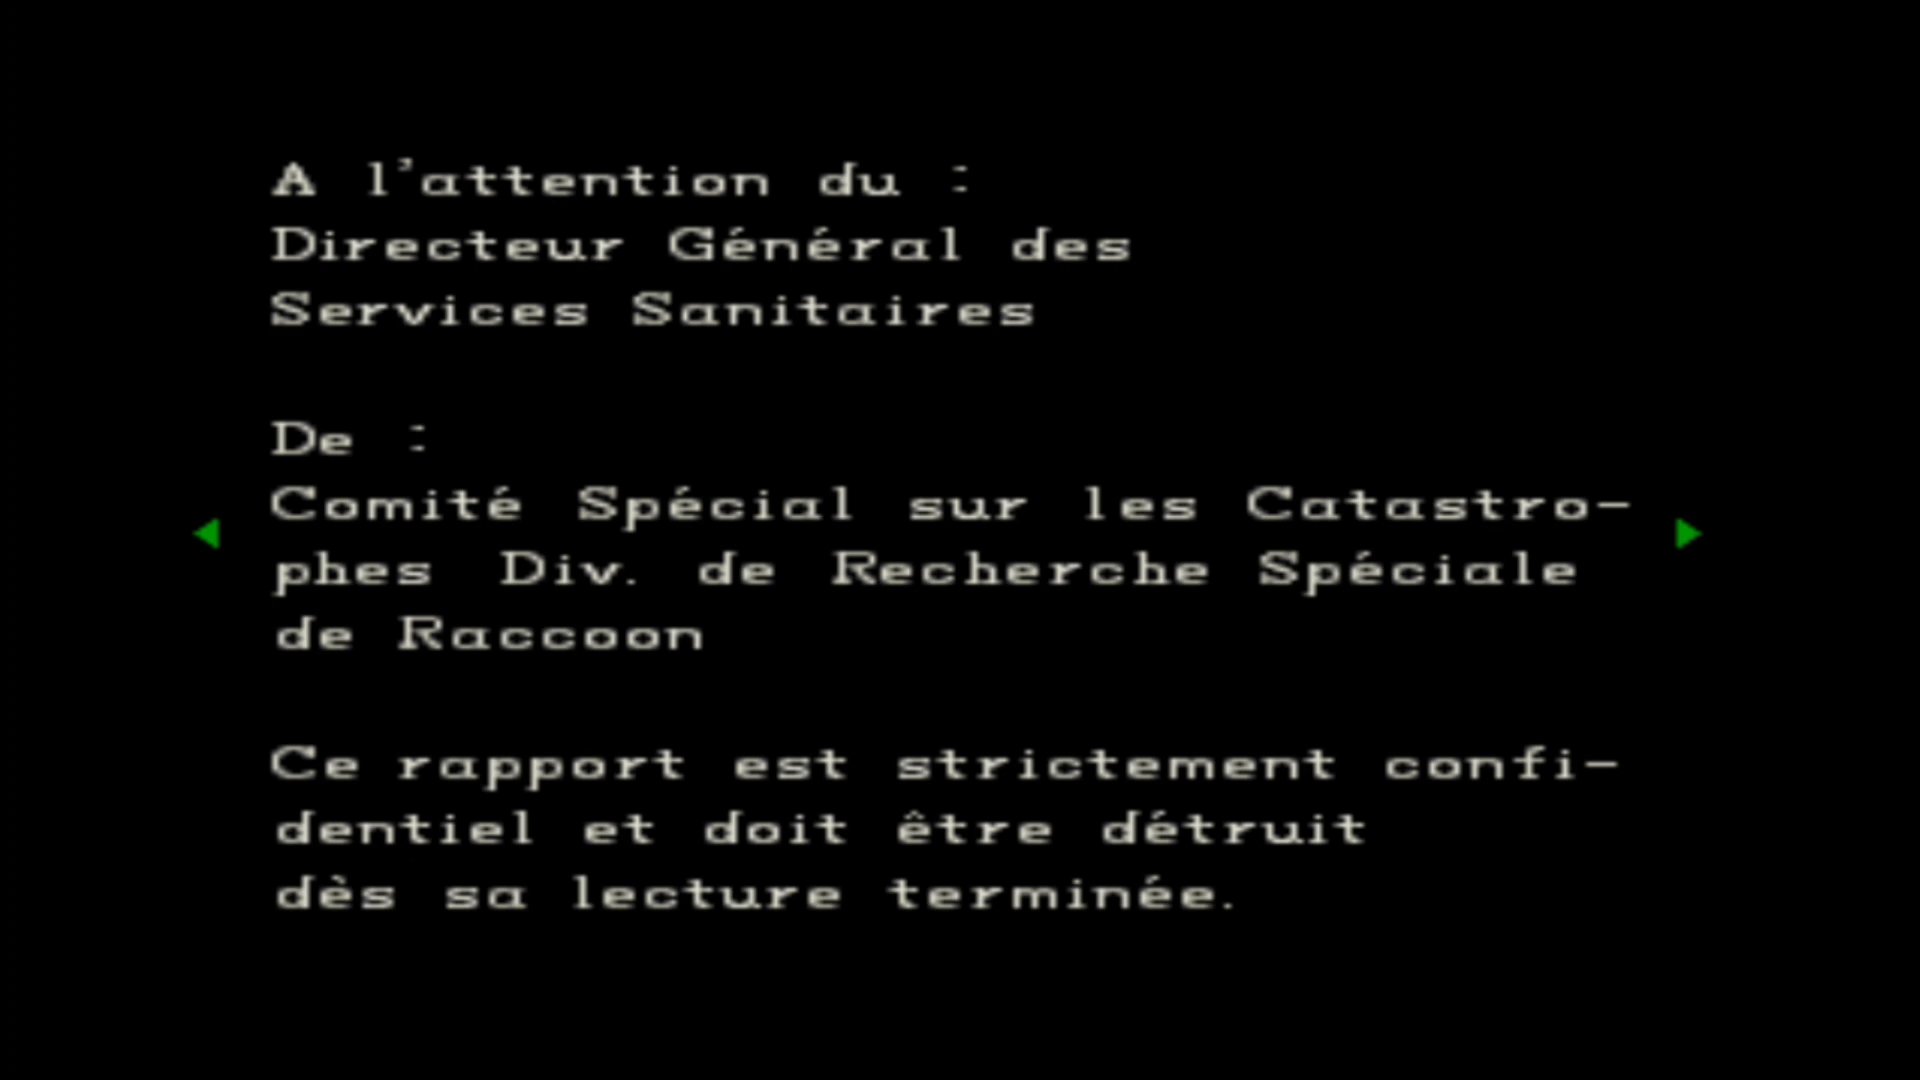 A l'attention du :
Directeur Général des
Services Sanitaires
De :
Comité Spécial sur les Catastro-
phes Div. de Recherche Spéciale
de Raccoon
Ce rapport est strictement confi-
dentiel et doit être détruit
dès sa lecture terminée.